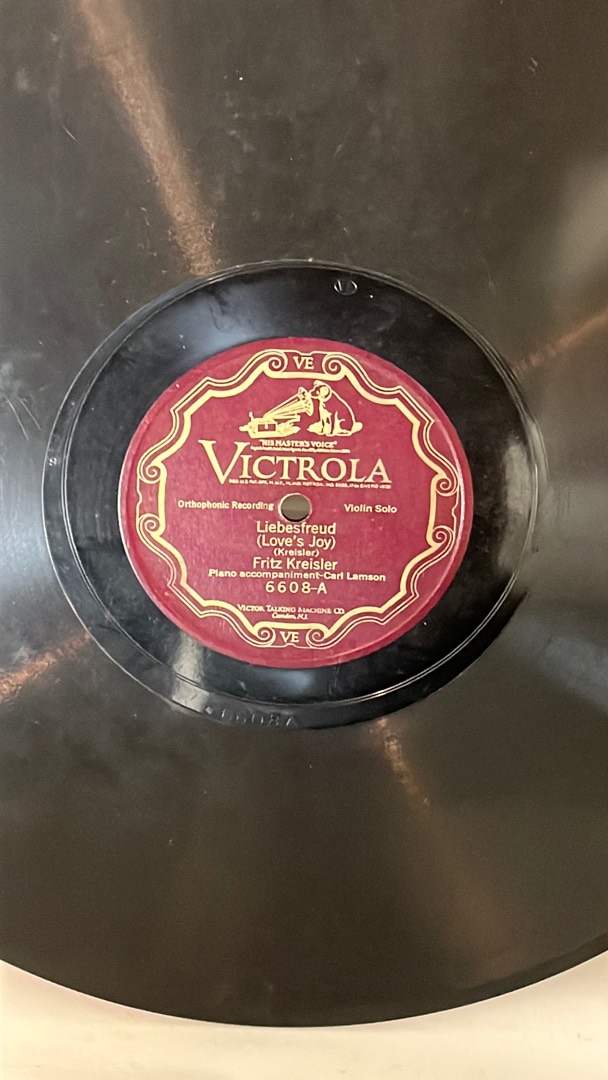 VE
"HIS MASTER'S VOICE"
VICTROLA
Orthophonic Recording Violin Solo
Liebesfreud
(Love's Joy)
(Kreisler)
Fritz Kreisler
Piano accompaniment-Carl Lamson
6608-A
VICTOR TALKING MACHINE CO.
Camden, N.J.
VE
6608A